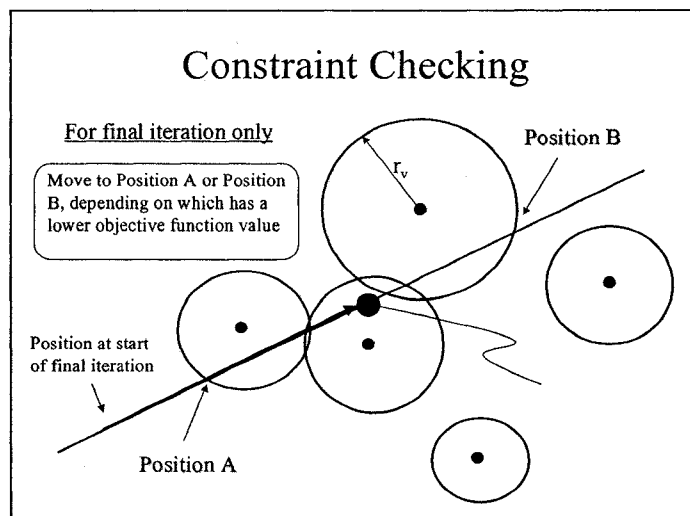 Constraint Checking
For final iteration only
Move to Position A or Position
B, depending on which has a
lower objective function value
Position B
r_v
Position at start
of final iteration
Position A